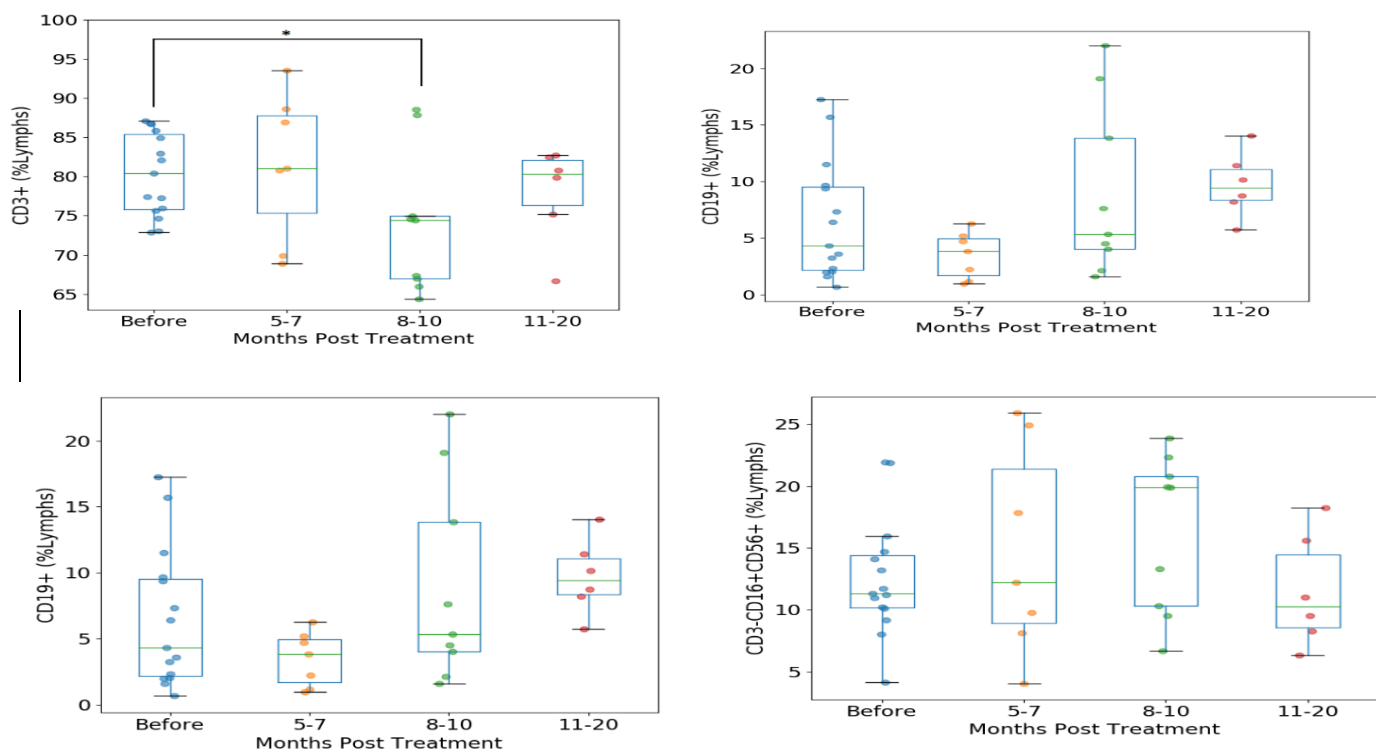 CD3+ (%Lymphs)
100
95
90
85
80
75
70
65
*
Before 5-7 8-10 11-20
Months Post Treatment
CD19+ (%Lymphs)
20
15
10
5
0
Before 5-7 8-10 11-20
Months Post Treatment
CD19+ (%Lymphs)
20
15
10
5
0
Before 5-7 8-10 11-20
Months Post Treatment
CD3-CD16+CD56+ (%Lymphs)
25
20
15
10
5
Before 5-7 8-10 11-20
Months Post Treatment